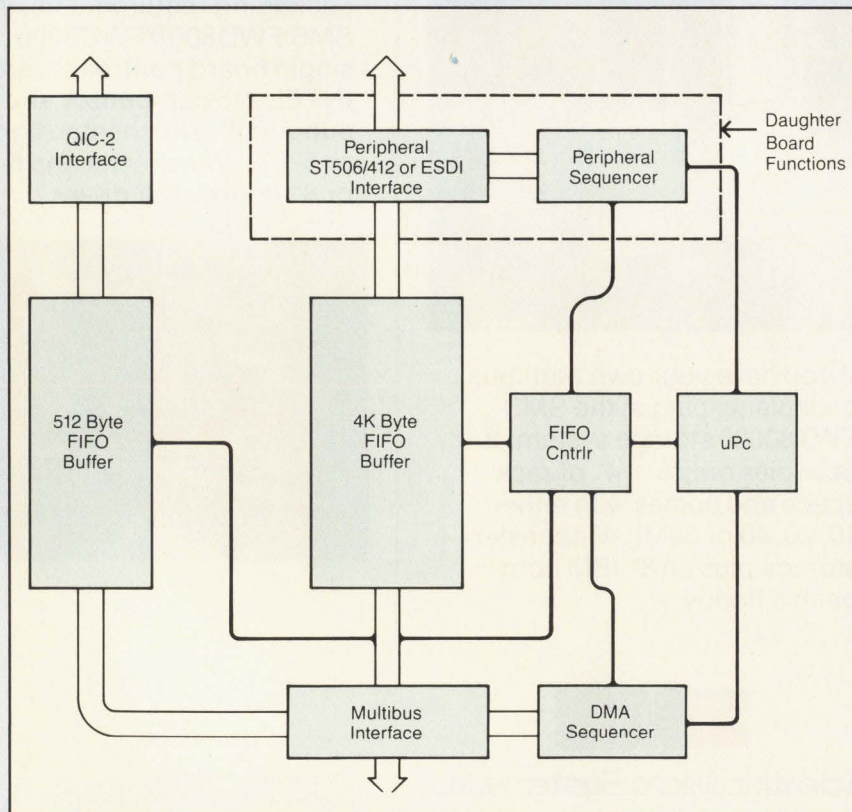 QIC-2
Interface
Peripheral
ST506/412 or ESDI
Interface
Peripheral
Sequencer
Daughter
Board
Functions
512 Byte
FIFO
Buffer
4K Byte
FIFO
Buffer
FIFO
Cntrlr
uPc
Multibus
Interface
DMA
Sequencer